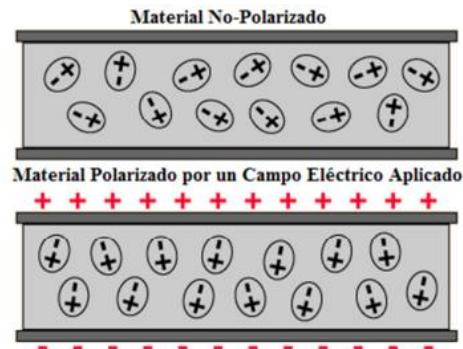 Material No-Polarizado
Material Polarizado por un Campo Eléctrico Aplicado